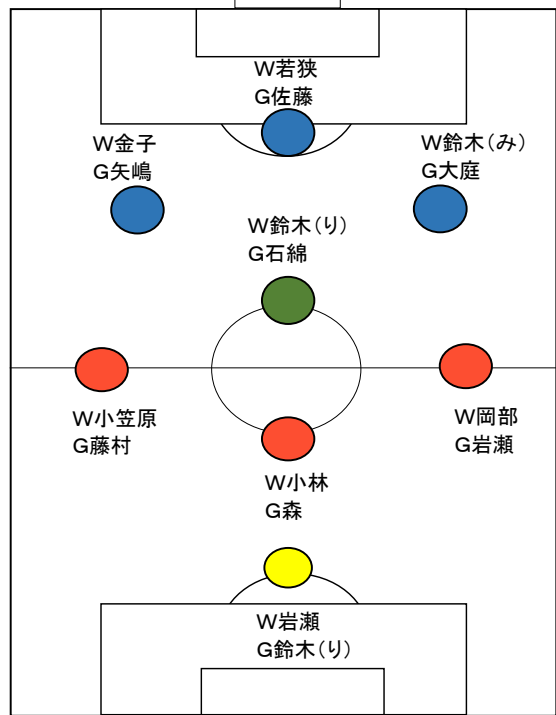 W若狭
G佐藤
W金子
G矢嶋
W鈴木(み)
G大庭
W鈴木(り)
G石綿
W小笠原
G藤村
W岡部
G岩瀬
W小林
G森
W岩瀬
G鈴木(り)